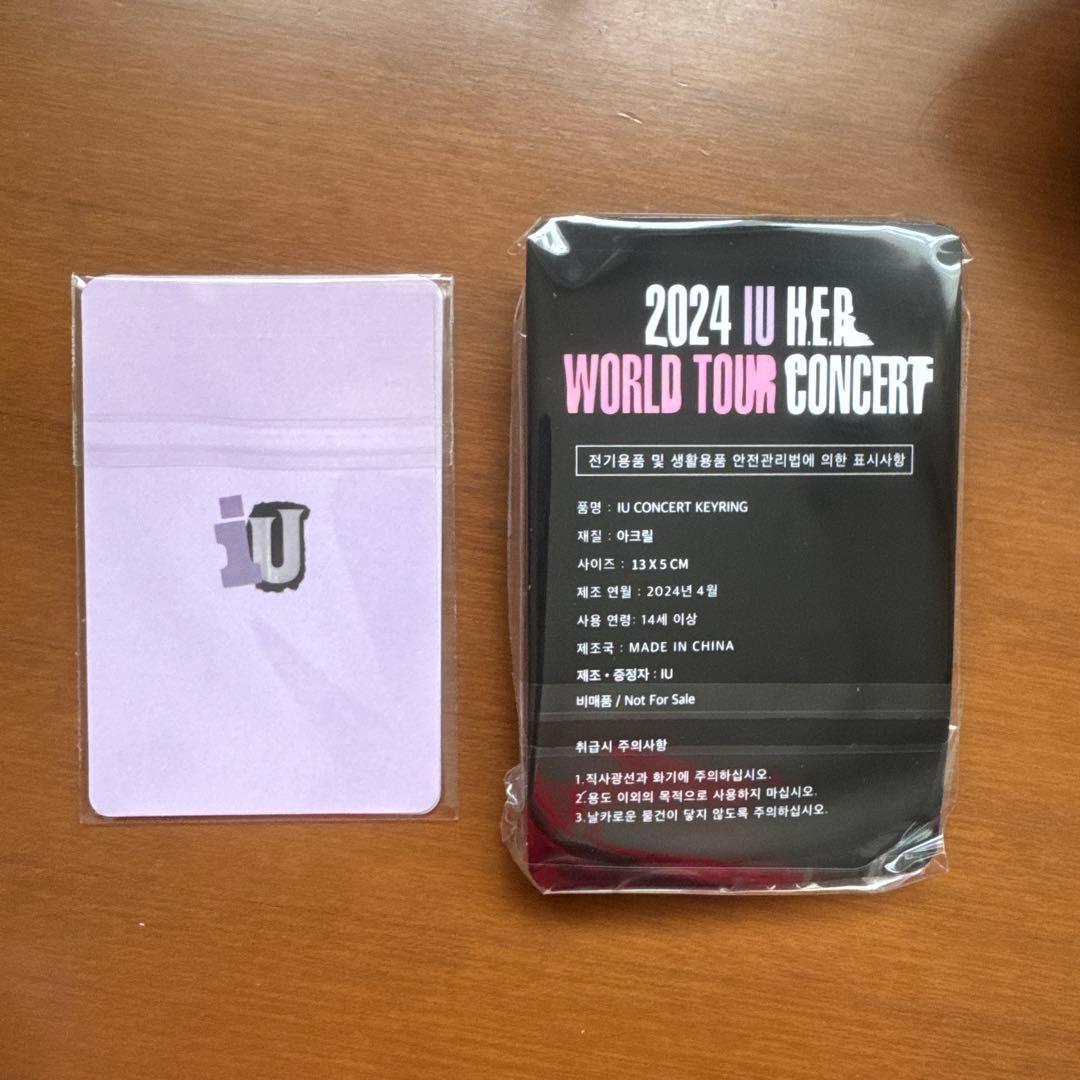 iU
2024 IU H.E.R.
WORLD TOUR CONCERT
전기용품 및 생활용품 안전관리법에 의한 표시사항
품명 : IU CONCERT KEYRING
재질 : 아크릴
사이즈 : 13 X 5 CM
제조 연월 : 2024년 4월
사용 연령: 14세 이상
제조국 : MADE IN CHINA
제조 • 증정자 : IU
비매품 / Not For Sale
취급시 주의사항
1.직사광선과 화기에 주의하십시오.
2.용도 이외의 목적으로 사용하지 마십시오.
3.날카로운 물건이 닿지 않도록 주의하십시오.